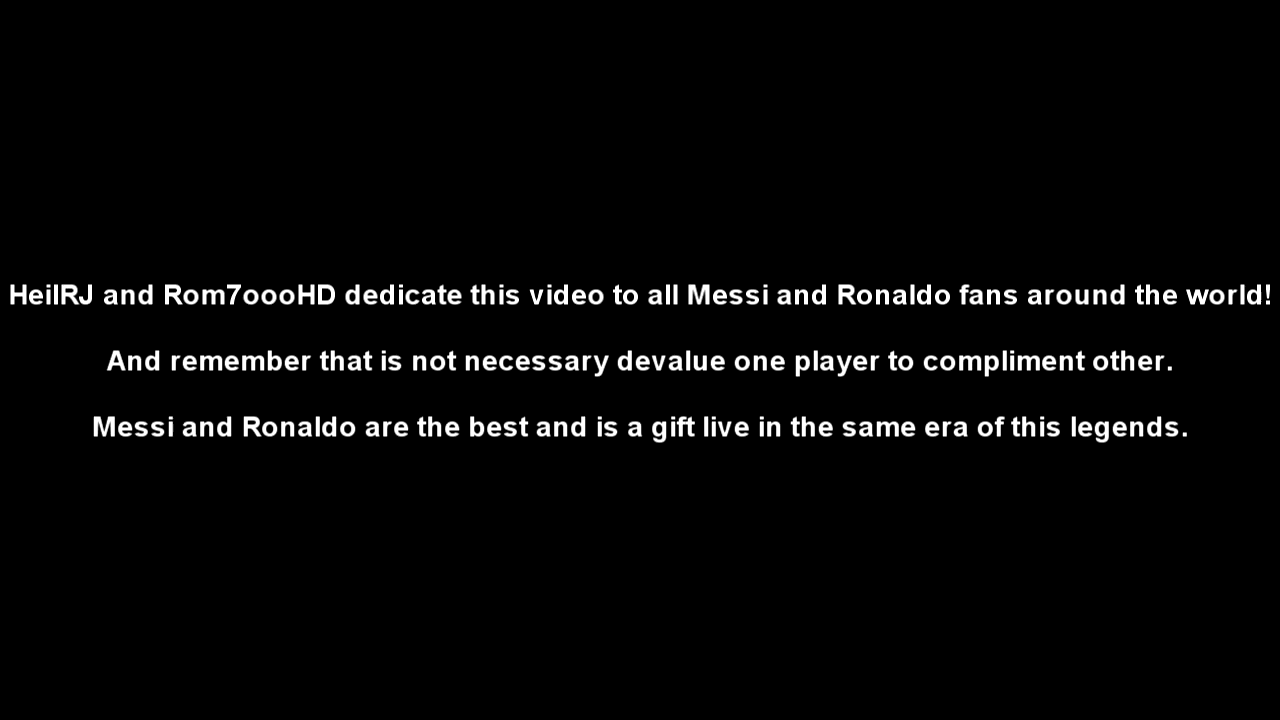 HeilRJ and Rom7oooHD dedicate this video to all Messi and Ronaldo fans around the world!
And remember that is not necessary devalue one player to compliment other.
Messi and Ronaldo are the best and is a gift live in the same era of this legends.